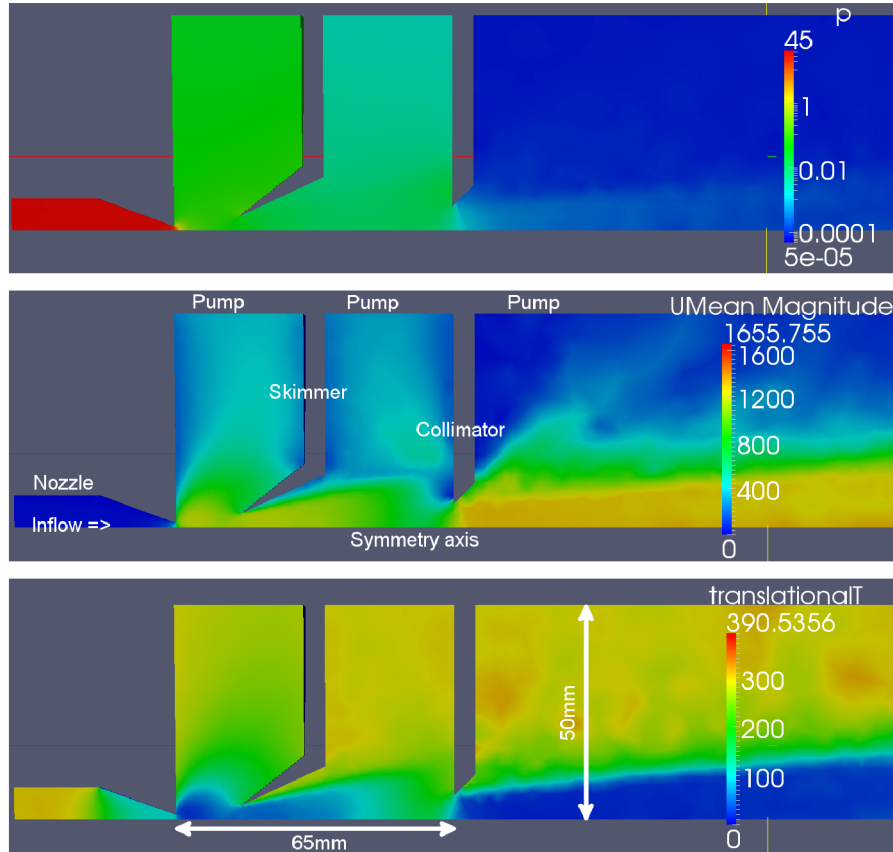 p
45
1
0.01
0.0001
5e-05
Pump Pump Pump
UMean Magnitude
1655.755
1600
1200
800
400
0
Skimmer
Collimator
Nozzle
Inflow =>
Symmetry axis
translationalT
390.5356
300
200
100
0
50mm
65mm